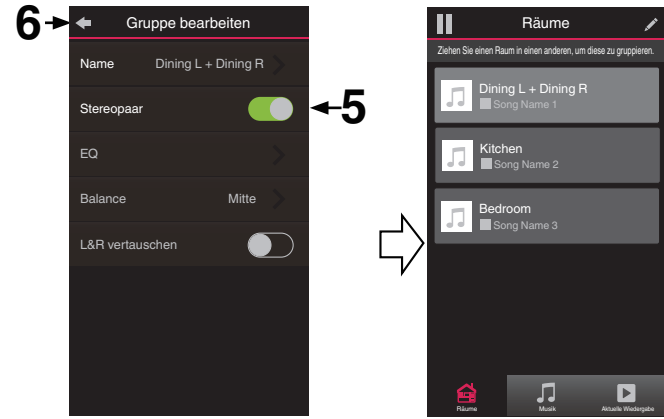 6
Gruppe bearbeiten
Name Dining L + Dining R
Stereopaar
5
EQ
Balance Mitte
L&R vertauschen
Räume
Ziehen Sie einen Raum in einen anderen, um diese zu gruppieren.
Dining L + Dining R
Song Name 1
Kitchen
Song Name 2
Bedroom
Song Name 3
Räume Musik Aktuelle Wiedergabe